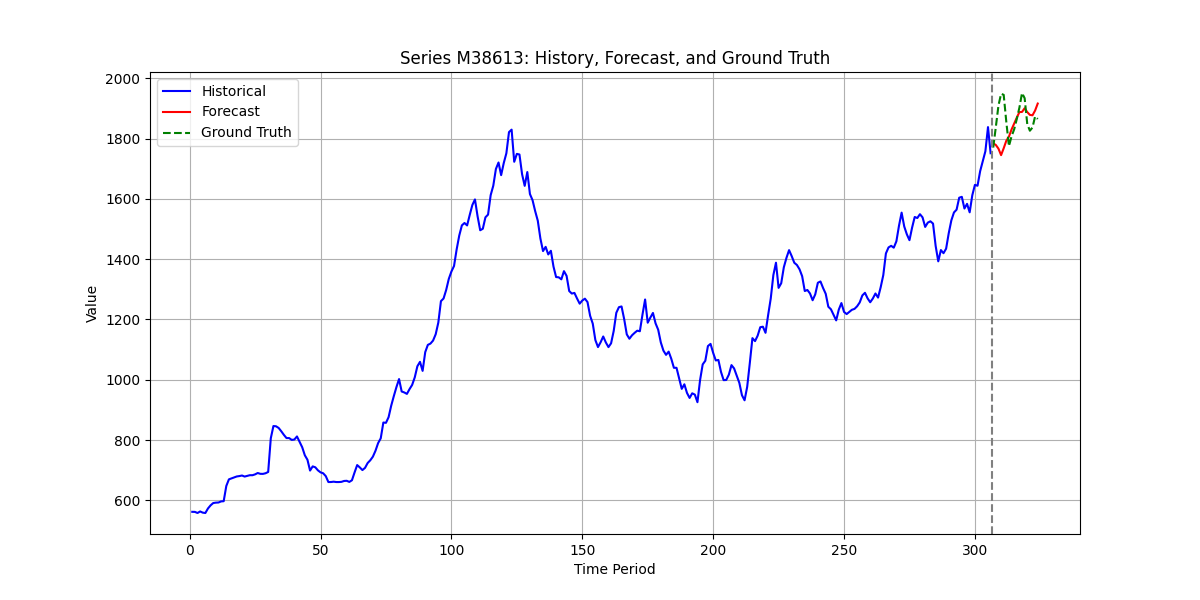 Series M38613: History, Forecast, and Ground Truth
Historical
Forecast
Ground Truth
Value
2000
1800
1600
1400
1200
1000
800
600
0 50 100 150 200 250 300
Time Period